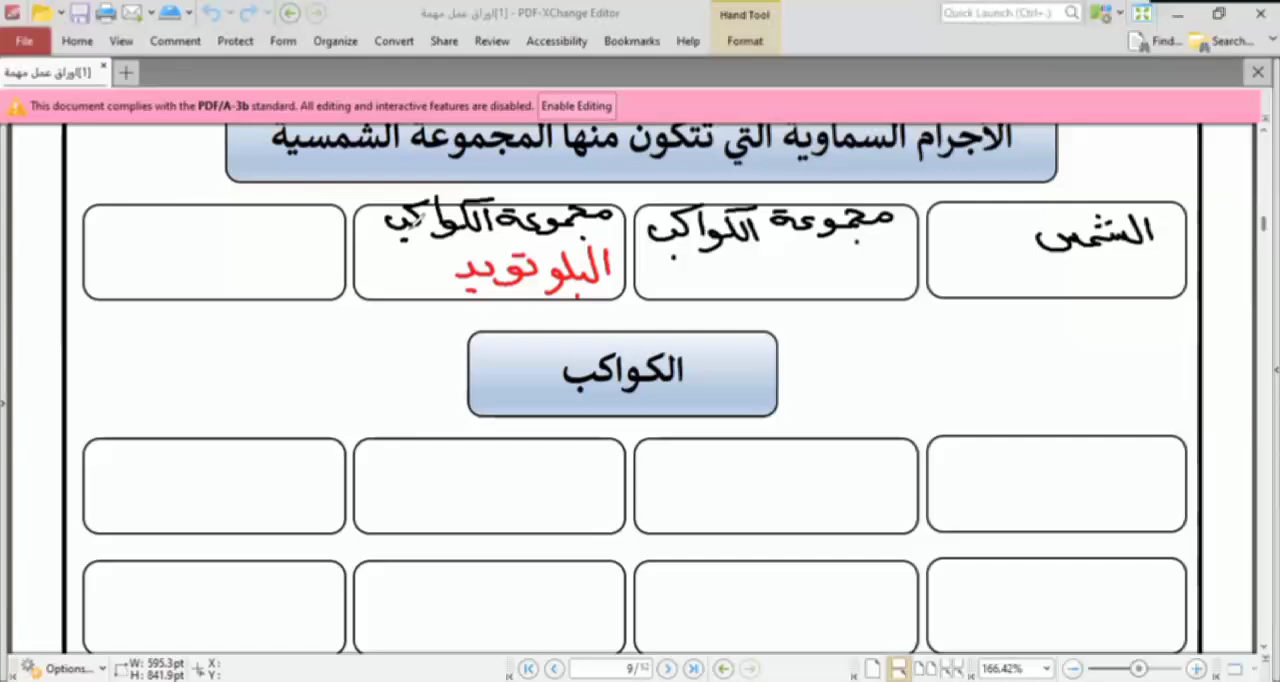 اوراق عمل مهمة[1] - PDF-XChange Editor
Hand Tool
Quick Launch (Ctrl+.)
File Home View Comment Protect Form Organize Convert Share Review Accessibility Bookmarks Help Format
Find... Search...
اوراق عمل مهمة[1]
This document complies with the PDF/A-3b standard. All editing and interactive features are disabled. Enable Editing
الأجرام السماوية التي تتكون منها المجموعة الشمسية
الشمس
مجموعة الكواكب
مجموعة الكواكب
البلوتويد
الكواكب
Options... W: 595.3pt X:
H: 841.9pt Y:
9/52
166.42%